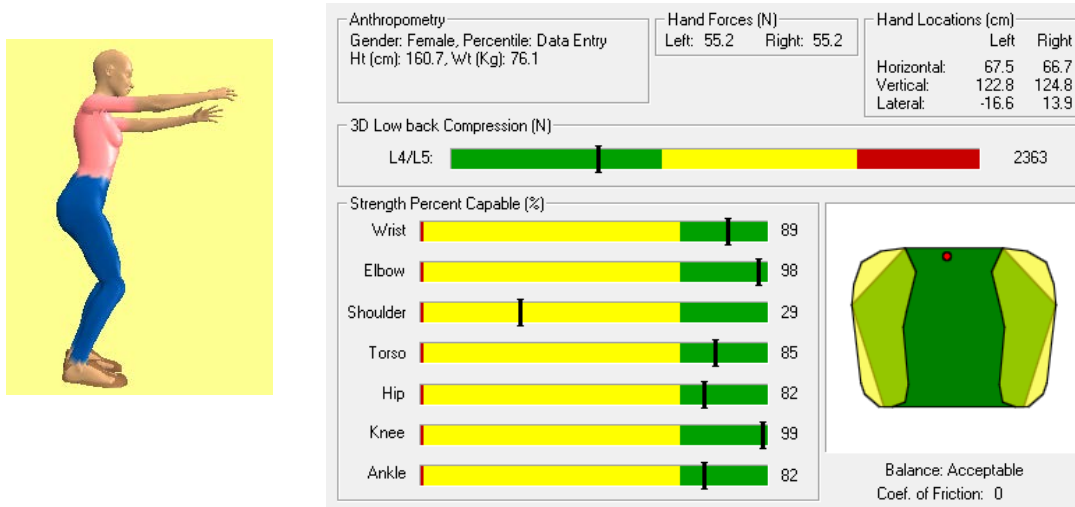 Anthropometry
Gender: Female, Percentile: Data Entry
Ht (cm): 160.7, Wt (Kg): 76.1
Hand Forces (N)
Left: 55.2 Right: 55.2
Hand Locations (cm)
Left Right
Horizontal: 67.5 66.7
Vertical: 122.8 124.8
Lateral: -16.6 13.9
3D Low back Compression (N)
L4/L5: 2363
Strength Percent Capable (%)
Wrist 89
Elbow 98
Shoulder 29
Torso 85
Hip 82
Knee 99
Ankle 82
Balance: Acceptable
Coef. of Friction: 0